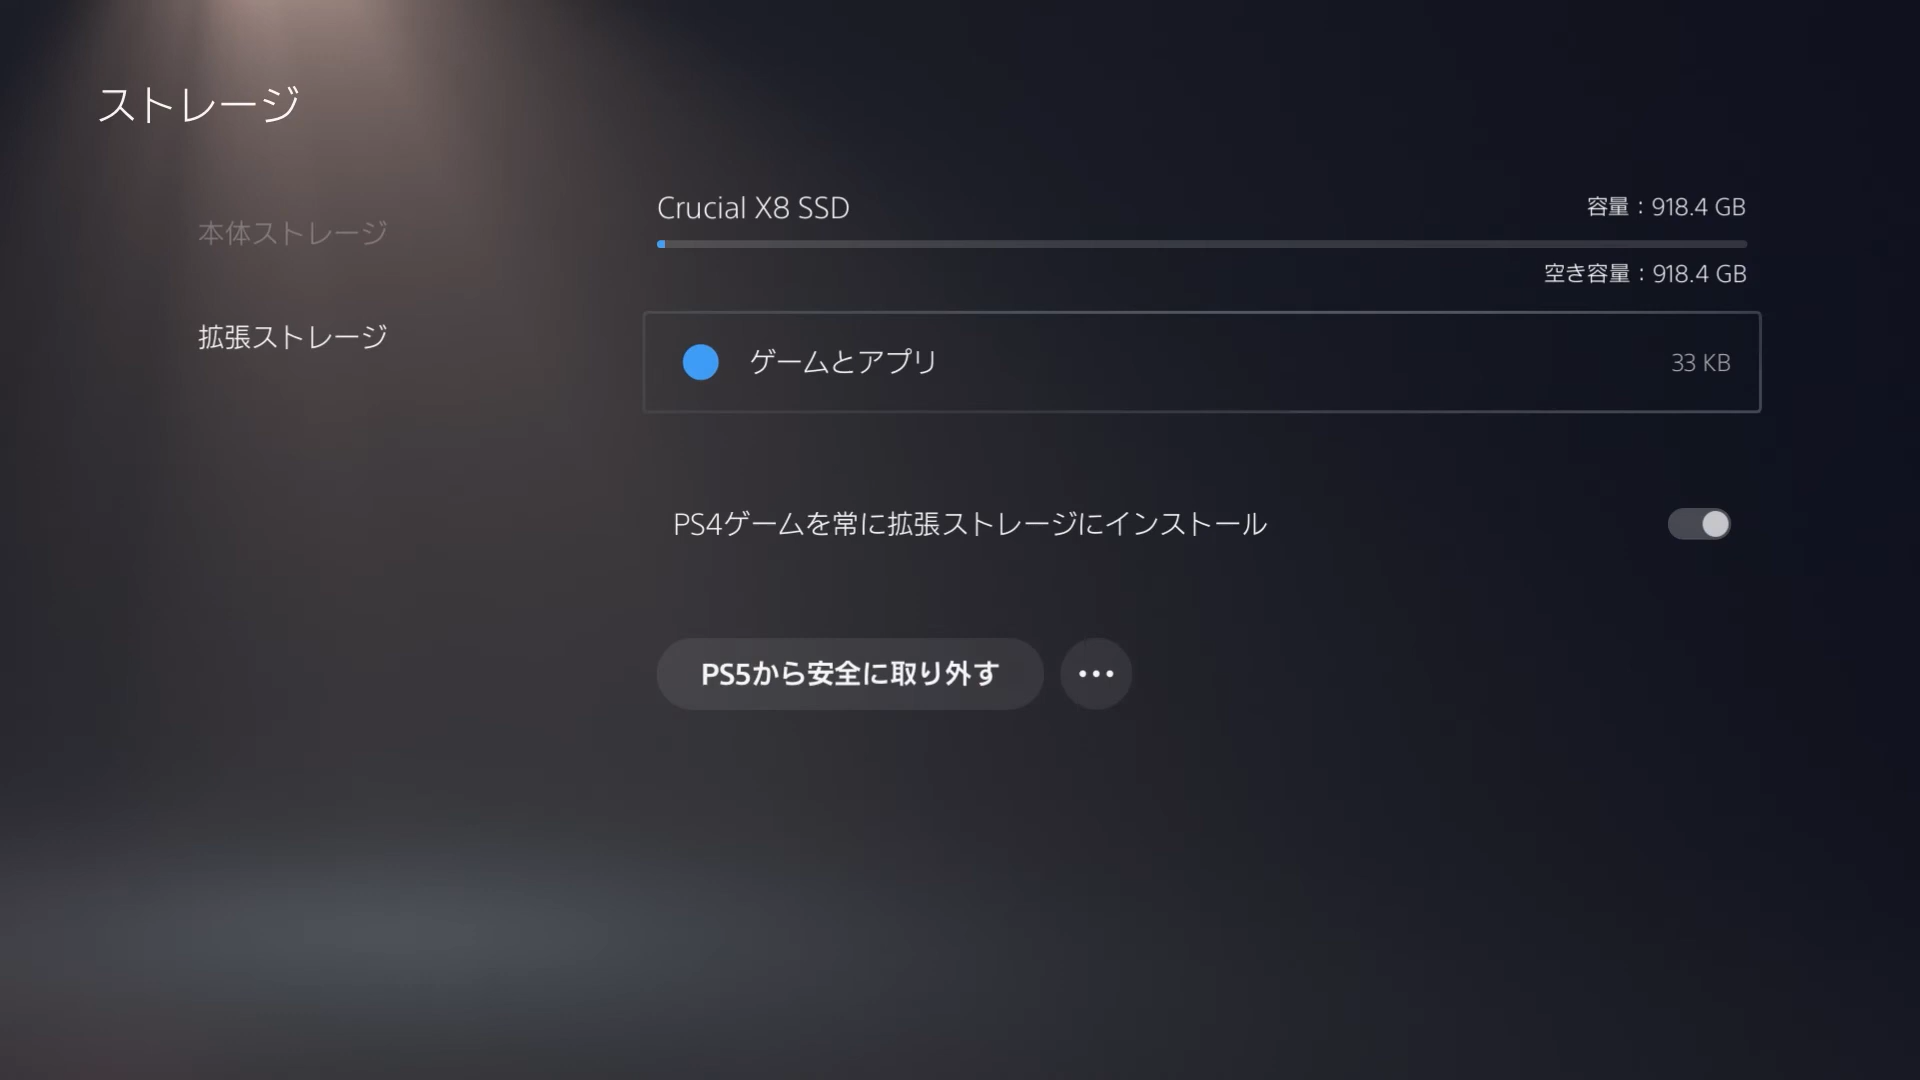 ストレージ
本体ストレージ
拡張ストレージ
Crucial X8 SSD
容量：918.4 GB
空き容量：918.4 GB
ゲームとアプリ
33 KB
PS4ゲームを常に拡張ストレージにインストール
PS5から安全に取り外す